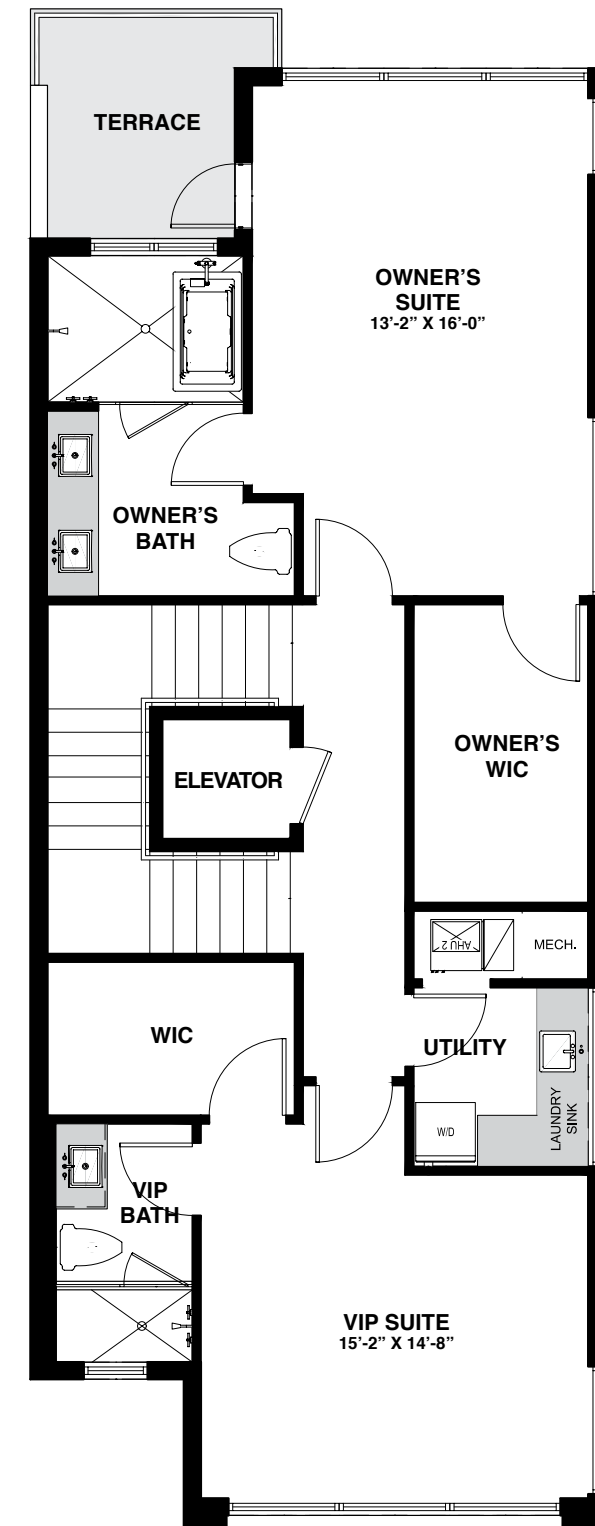 TERRACE
OWNER’S
SUITE
13’-2” X 16’-0”
OWNER’S
BATH
OWNER’S
WIC
ELEVATOR
AHU 2
MECH.
WIC
UTILITY
LAUNDRY
SINK
W/D
VIP
BATH
VIP SUITE
15’-2” X 14’-8”